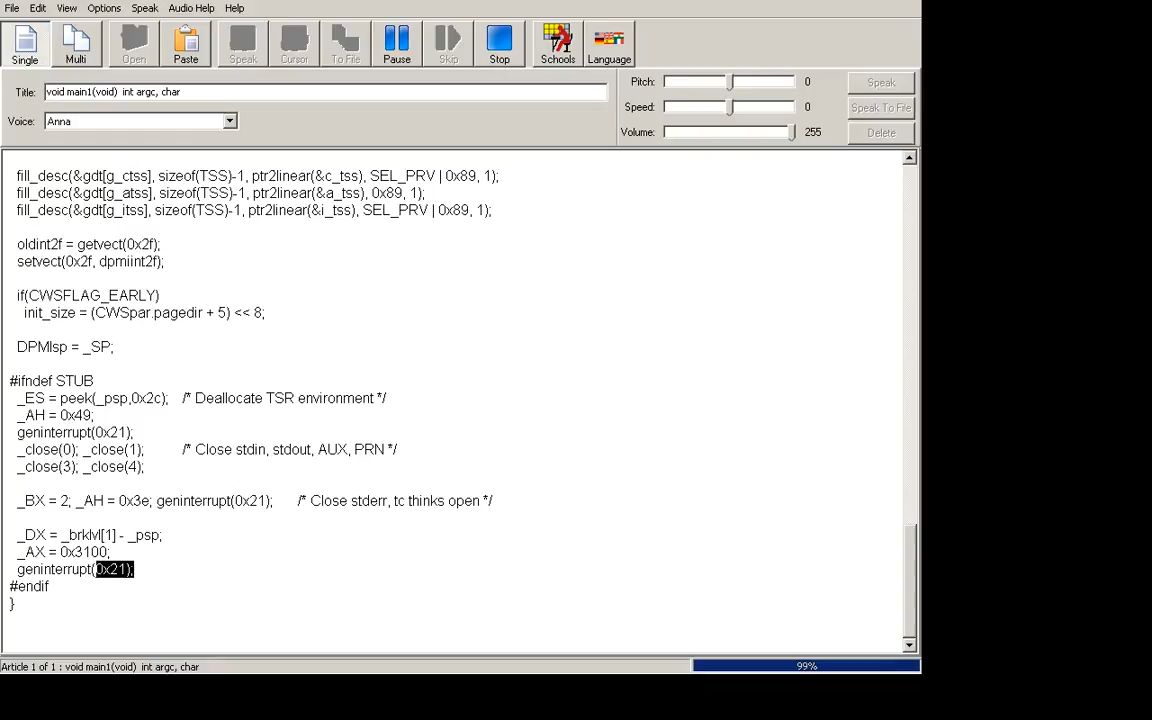 File Edit View Options Speak Audio Help Help
Single Multi Open Paste Speak Cursor To File Pause Skip Stop Schools Language
Title: void main1(void) int argc, char
Voice: Anna
Pitch: 0 Speak
Speed: 0 Speak To File
Volume: 255 Delete
fill_desc(&gdt[g_ctss], sizeof(TSS)-1, ptr2linear(&c_tss), SEL_PRV | 0x89, 1);
fill_desc(&gdt[g_atss], sizeof(TSS)-1, ptr2linear(&a_tss), 0x89, 1);
fill_desc(&gdt[g_itss], sizeof(TSS)-1, ptr2linear(&i_tss), SEL_PRV | 0x89, 1);
oldint2f = getvect(0x2f);
setvect(0x2f, dpmiint2f);
if(CWSFLAG_EARLY)
init_size = (CWSpar.pagedir + 5) << 8;
DPMIsp = _SP;
#ifndef STUB
_ES = peek(_psp,0x2c); /* Deallocate TSR environment */
_AH = 0x49;
geninterrupt(0x21);
_close(0); _close(1); /* Close stdin, stdout, AUX, PRN */
_close(3); _close(4);
_BX = 2; _AH = 0x3e; geninterrupt(0x21); /* Close stderr, tc thinks open */
_DX = _brklvl[1] - _psp;
_AX = 0x3100;
geninterrupt(0x21);
#endif
}
Article 1 of 1 : void main1(void) int argc, char 99%